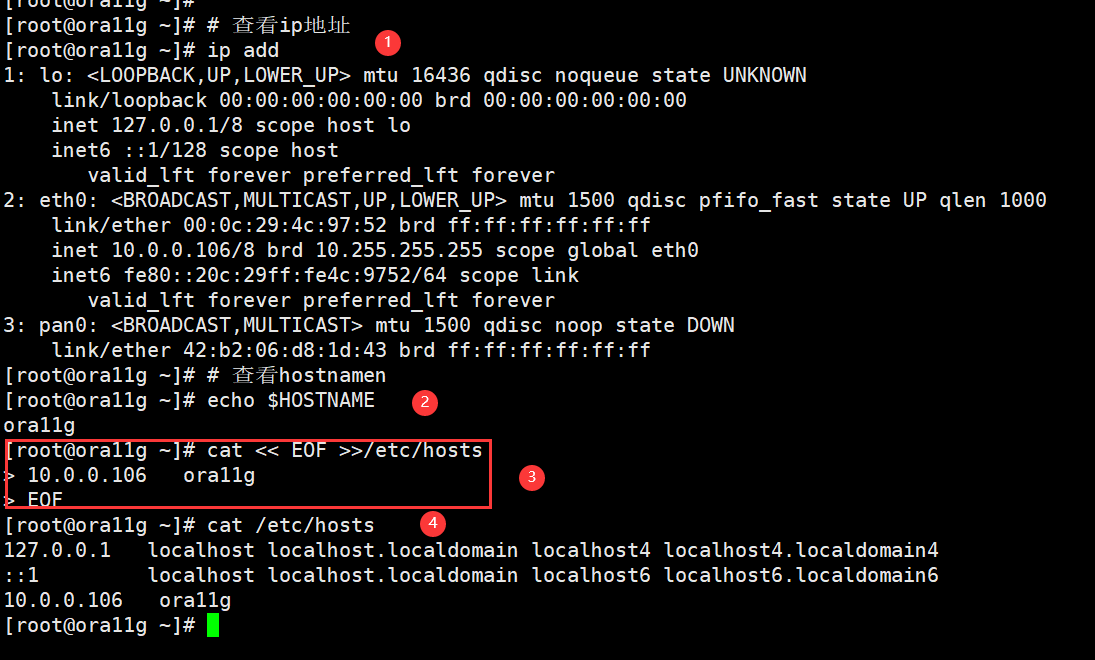 [root@ora11g ~]#
[root@ora11g ~]# # 查看ip地址
[root@ora11g ~]# ip add
1
1: lo: <LOOPBACK,UP,LOWER_UP> mtu 16436 qdisc noqueue state UNKNOWN
    link/loopback 00:00:00:00:00:00 brd 00:00:00:00:00:00
    inet 127.0.0.1/8 scope host lo
    inet6 ::1/128 scope host
       valid_lft forever preferred_lft forever
2: eth0: <BROADCAST,MULTICAST,UP,LOWER_UP> mtu 1500 qdisc pfifo_fast state UP qlen 1000
    link/ether 00:0c:29:4c:97:52 brd ff:ff:ff:ff:ff:ff
    inet 10.0.0.106/8 brd 10.255.255.255 scope global eth0
    inet6 fe80::20c:29ff:fe4c:9752/64 scope link
       valid_lft forever preferred_lft forever
3: pan0: <BROADCAST,MULTICAST> mtu 1500 qdisc noop state DOWN
    link/ether 42:b2:06:d8:1d:43 brd ff:ff:ff:ff:ff:ff
[root@ora11g ~]# # 查看hostnamen
[root@ora11g ~]# echo $HOSTNAME
2
ora11g
[root@ora11g ~]# cat << EOF >>/etc/hosts
> 10.0.0.106   ora11g
3
> EOF
[root@ora11g ~]# cat /etc/hosts
4
127.0.0.1   localhost localhost.localdomain localhost4 localhost4.localdomain4
::1         localhost localhost.localdomain localhost6 localhost6.localdomain6
10.0.0.106   ora11g
[root@ora11g ~]#